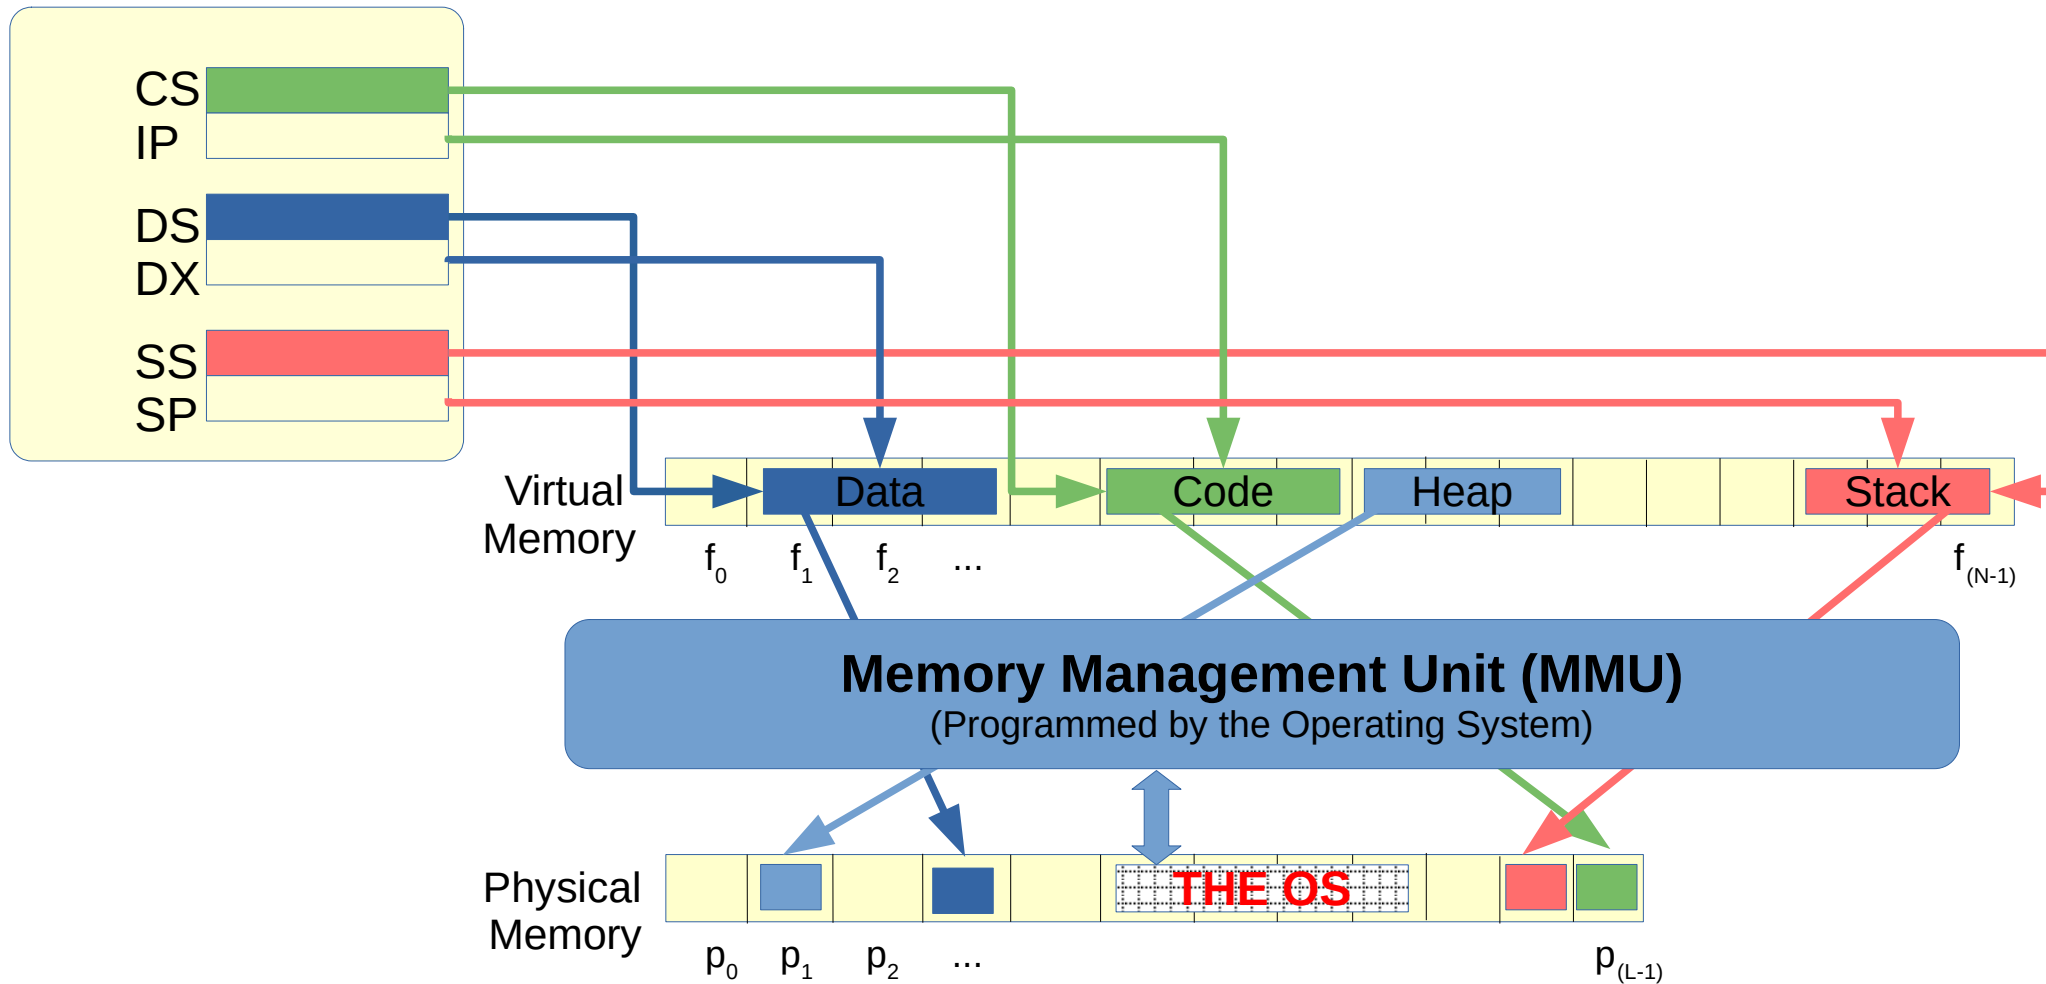 CS
IP
DS
DX
SS
SP
Virtual
Memory
Data
Code
Heap
Stack
f0
f1
f2
...
f(N-1)
Memory Management Unit (MMU)
(Programmed by the Operating System)
Physical
Memory
THE OS
p0
p1
p2
...
p(L-1)